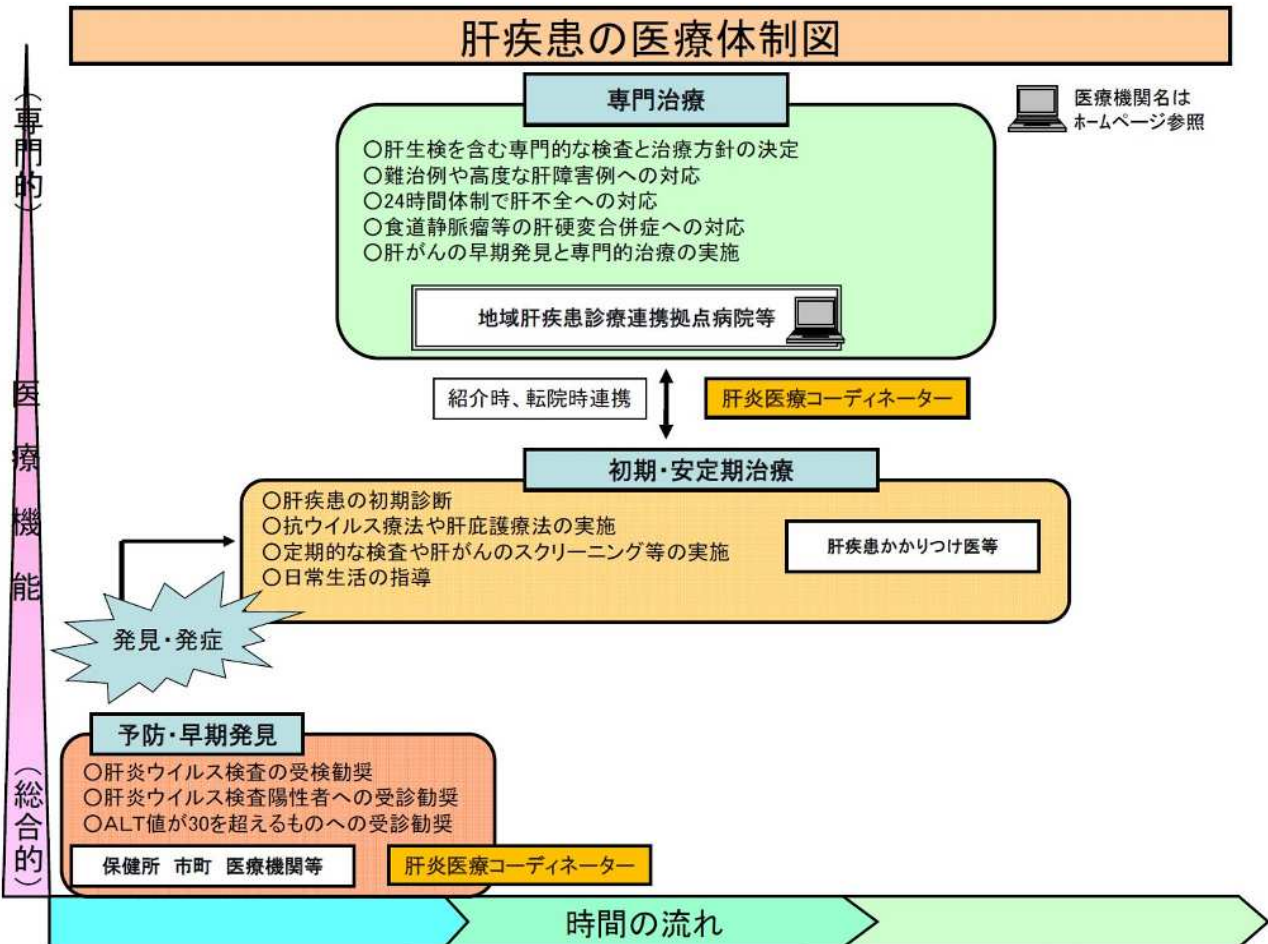 肝疾患の医療体制図
専門治療
医療機関名は
ホームページ参照
○肝生検を含む専門的な検査と治療方針の決定
○難治例や高度な肝障害例への対応
○24時間体制で肝不全への対応
○食道静脈瘤等の肝硬変合併症への対応
○肝がんの早期発見と専門的治療の実施
地域肝疾患診療連携拠点病院等
紹介時、転院時連携
肝炎医療コーディネーター
初期・安定期治療
○肝疾患の初期診断
○抗ウイルス療法や肝庇護療法の実施
○定期的な検査や肝がんのスクリーニング等の実施
○日常生活の指導
肝疾患かかりつけ医等
発見・発症
予防・早期発見
○肝炎ウイルス検査の受検勧奨
○肝炎ウイルス検査陽性者への受診勧奨
○ALT値が30を超えるものへの受診勧奨
保健所 市町 医療機関等
肝炎医療コーディネーター
(専門的)
医療機能
(総合的)
時間の流れ